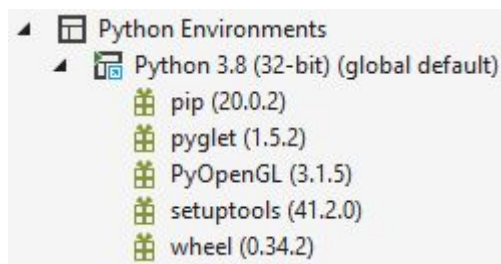 Python Environments
Python 3.8 (32-bit) (global default)
pip (20.0.2)
pyglet (1.5.2)
PyOpenGL (3.1.5)
setuptools (41.2.0)
wheel (0.34.2)